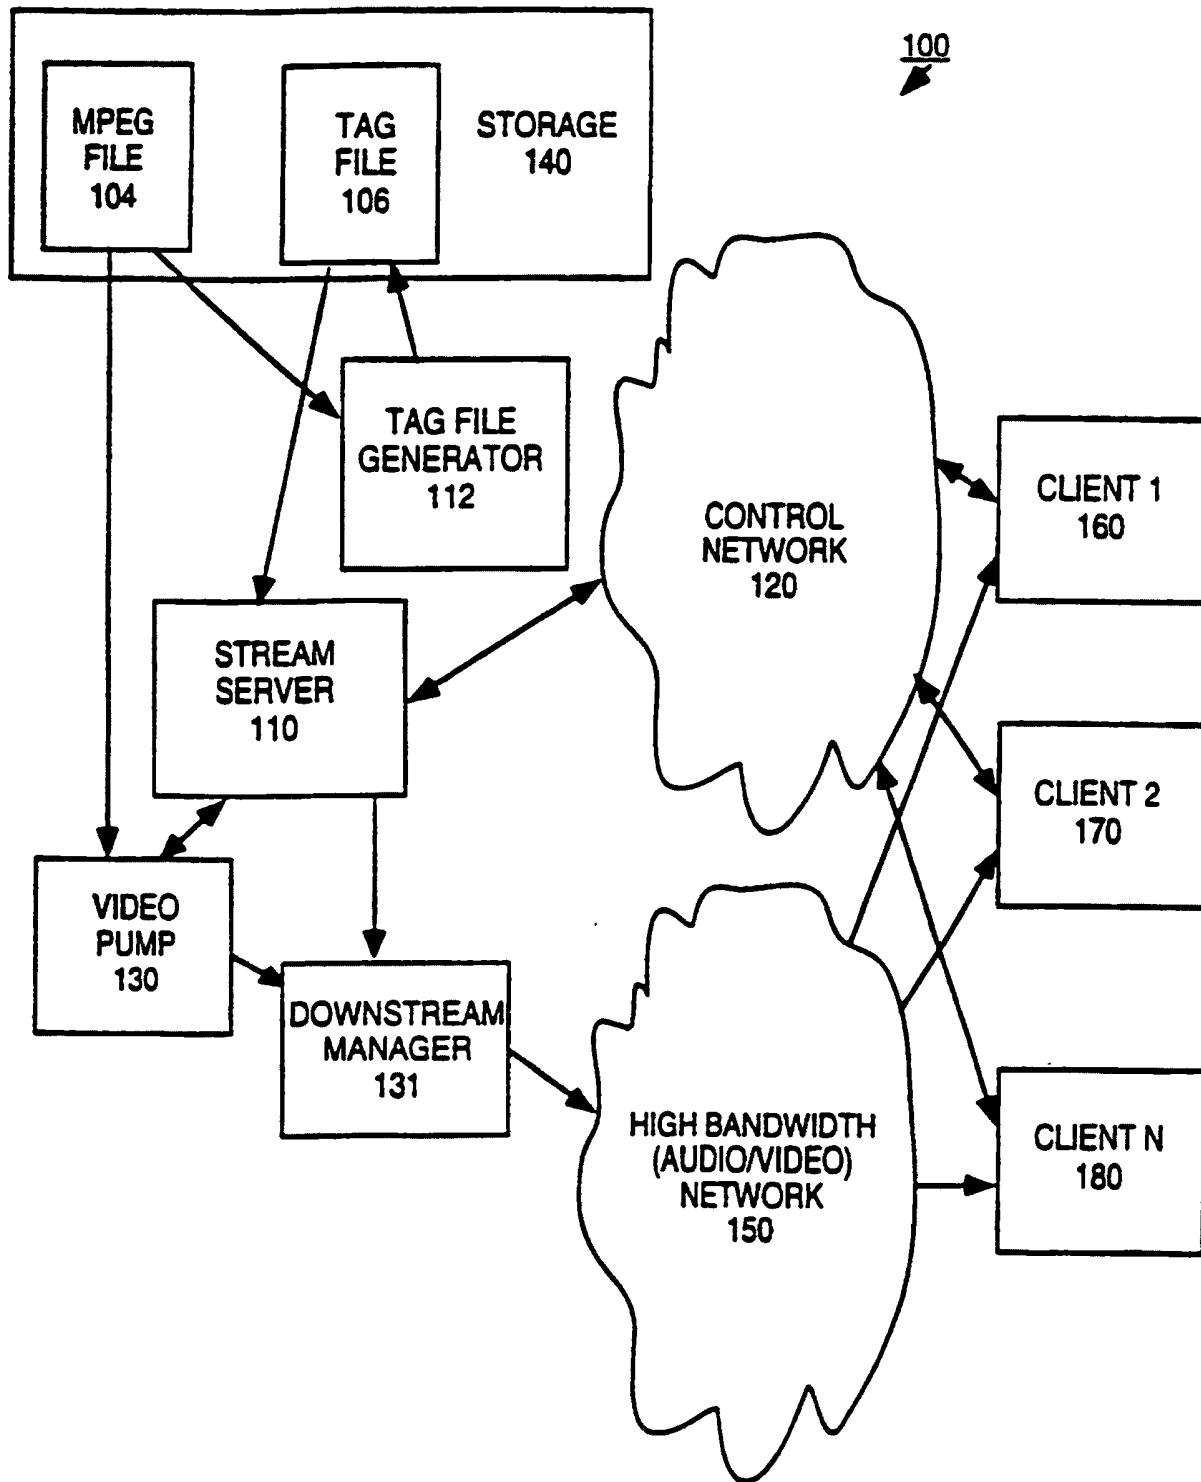 100
MPEG
FILE
104
TAG
FILE
106
STORAGE
140
TAG FILE
GENERATOR
112
CONTROL
NETWORK
120
CLIENT 1
160
STREAM
SERVER
110
CLIENT 2
170
VIDEO
PUMP
130
DOWNSTREAM
MANAGER
131
HIGH BANDWIDTH
(AUDIO/VIDEO)
NETWORK
150
CLIENT N
180